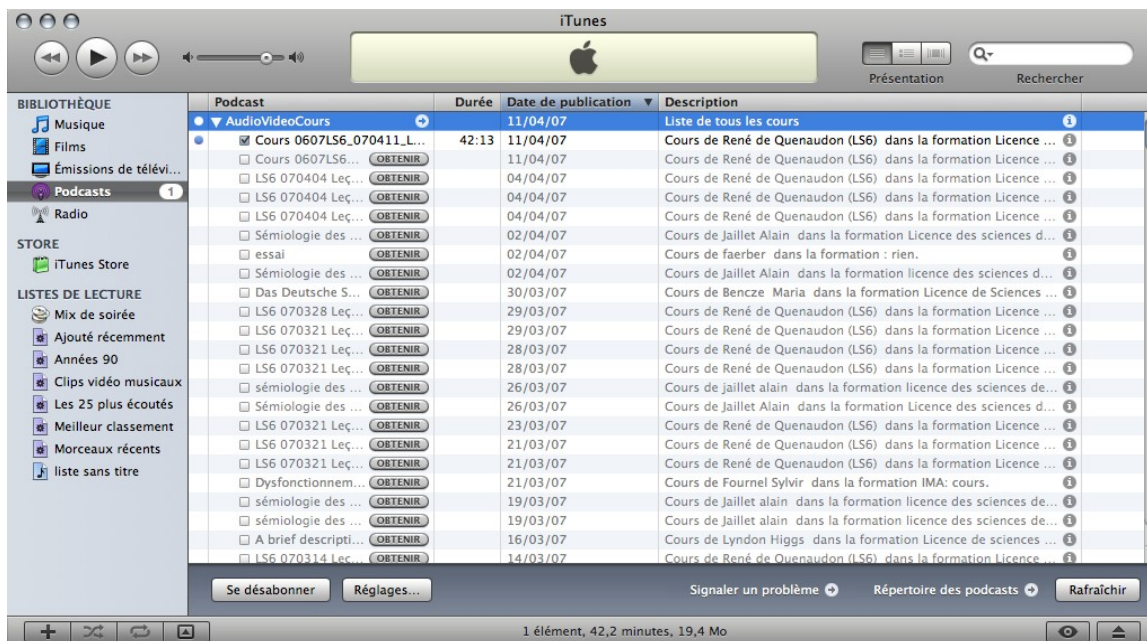 iTunes
Présentation
Rechercher
BIBLIOTHÈQUE
Musique
Films
Émissions de télévi...
Podcasts 1
Radio
STORE
iTunes Store
LISTES DE LECTURE
Mix de soirée
Ajouté récemment
Années 90
Clips vidéo musicaux
Les 25 plus écoutés
Meilleur classement
Morceaux récents
liste sans titre
Podcast Durée Date de publication Description
AudioVideoCours 11/04/07 Liste de tous les cours
Cours 0607LS6_070411_L... 42:13 11/04/07 Cours de René de Quenaudon (LS6) dans la formation Licence ...
Cours 0607LS6... OBTENIR 11/04/07 Cours de René de Quenaudon (LS6) dans la formation Licence ...
LS6 070404 Leç... OBTENIR 04/04/07 Cours de René de Quenaudon (LS6) dans la formation Licence ...
LS6 070404 Leç... OBTENIR 04/04/07 Cours de René de Quenaudon (LS6) dans la formation Licence ...
LS6 070404 Leç... OBTENIR 04/04/07 Cours de René de Quenaudon (LS6) dans la formation Licence ...
Sémiologie des ... OBTENIR 02/04/07 Cours de Jaillet Alain dans la formation Licence des sciences d...
essai OBTENIR 02/04/07 Cours de faerber dans la formation : rien.
Sémiologie des ... OBTENIR 02/04/07 Cours de Jaillet Alain dans la formation licence des sciences d...
Das Deutsche S... OBTENIR 30/03/07 Cours de Bencze Maria dans la formation Licence de Sciences ...
LS6 070328 Leç... OBTENIR 29/03/07 Cours de René de Quenaudon (LS6) dans la formation Licence ...
LS6 070321 Leç... OBTENIR 29/03/07 Cours de René de Quenaudon (LS6) dans la formation Licence ...
LS6 070321 Leç... OBTENIR 28/03/07 Cours de René de Quenaudon (LS6) dans la formation Licence ...
LS6 070321 Leç... OBTENIR 28/03/07 Cours de René de Quenaudon (LS6) dans la formation Licence ...
sémiologie des ... OBTENIR 26/03/07 Cours de jaillet alain dans la formation licence des sciences de...
Sémiologie des ... OBTENIR 26/03/07 Cours de Jaillet Alain dans la formation Licence des sciences d...
LS6 070321 Leç... OBTENIR 23/03/07 Cours de René de Quenaudon (LS6) dans la formation Licence ...
LS6 070321 Leç... OBTENIR 21/03/07 Cours de René de Quenaudon (LS6) dans la formation Licence ...
LS6 070321 Leç... OBTENIR 21/03/07 Cours de René de Quenaudon (LS6) dans la formation Licence ...
Dysfonctionnem... OBTENIR 21/03/07 Cours de Fournel Sylvir dans la formation IMA: cours.
sémiologie des ... OBTENIR 19/03/07 Cours de Jaillet alain dans la formation licence des sciences de...
sémiologie des ... OBTENIR 19/03/07 Cours de Jaillet alain dans la formation licence des sciences de...
A brief descripti... OBTENIR 16/03/07 Cours de Lyndon Higgs dans la formation Licence de sciences ...
LS6 070314 Leç... OBTENIR 14/03/07 Cours de René de Quenaudon (LS6) dans la formation Licence ...
Se désabonner Réglages... Signaler un problème Répertoire des podcasts Rafraîchir
1 élément, 42,2 minutes, 19,4 Mo